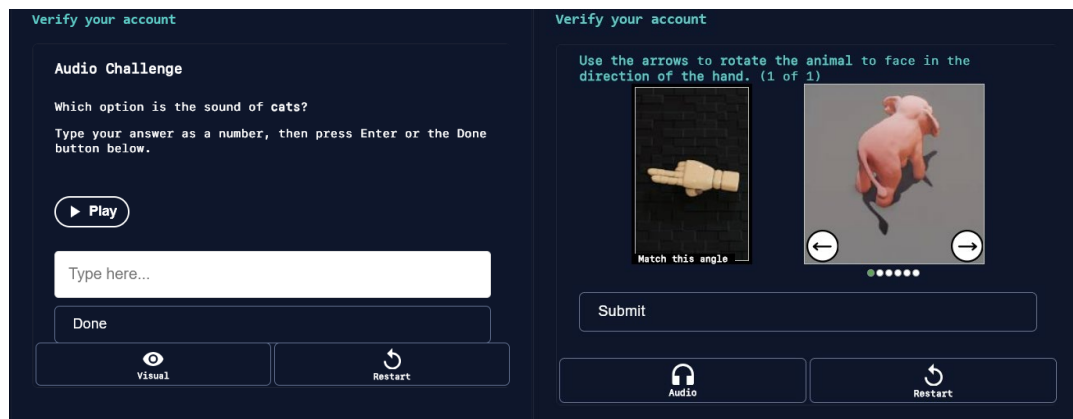 Verify your account
Audio Challenge
Which option is the sound of cats?
Type your answer as a number, then press Enter or the Done
button below.
Play
Type here...
Done
Visual
Restart
Verify your account
Use the arrows to rotate the animal to face in the
direction of the hand. (1 of 1)
Match this angle
Submit
Audio
Restart